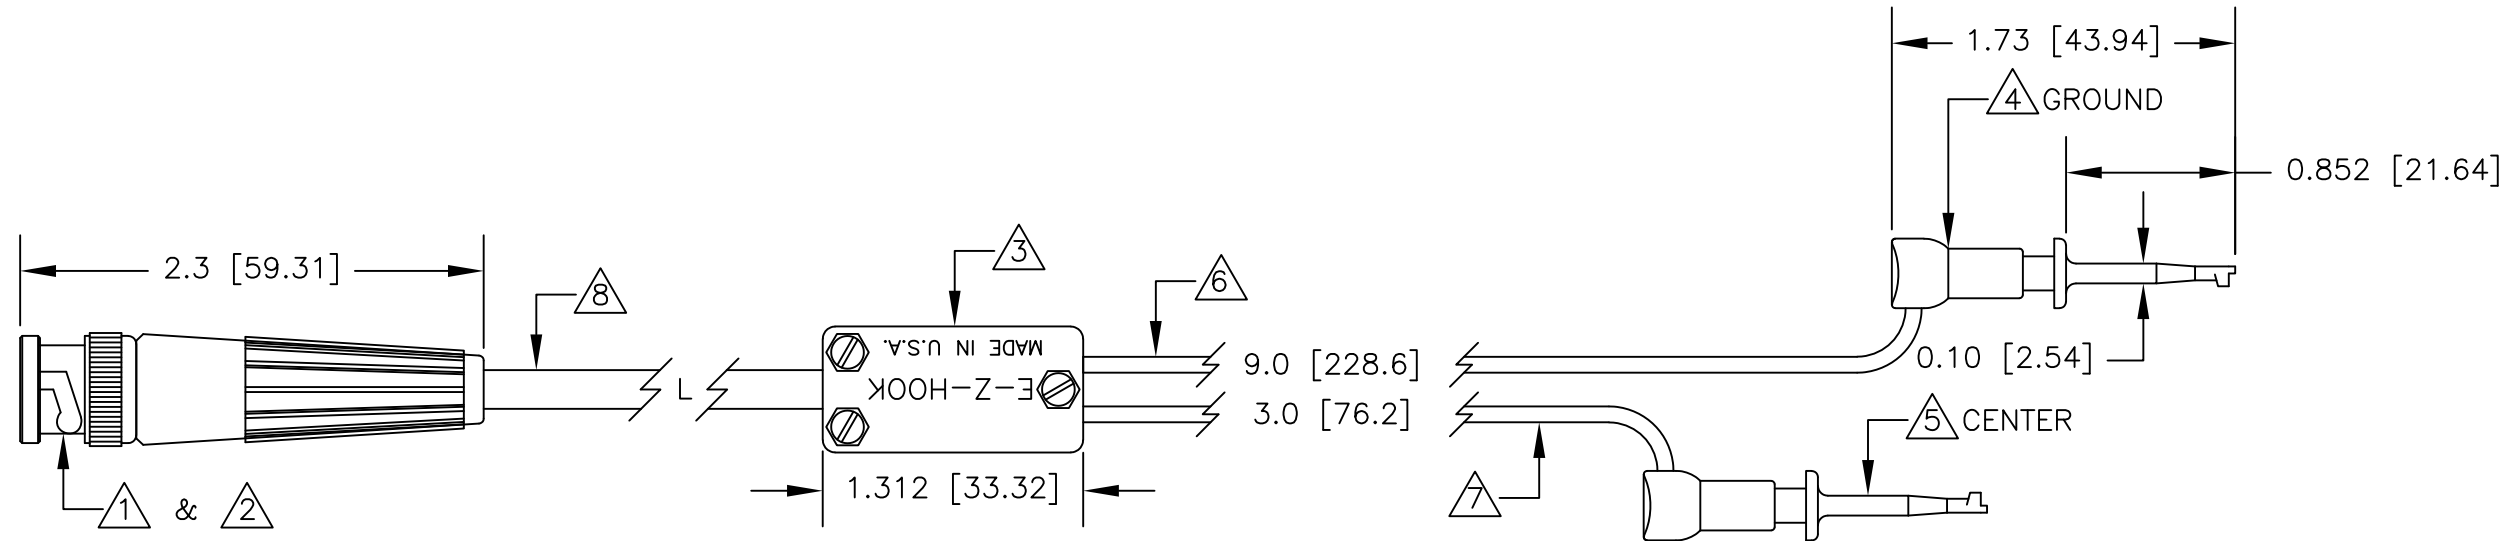 1.73 [43.94]
4 GROUND
0.852 [21.64]
3
2.3 [59.31]
8
6
MADE IN U.S.A.
E-Z-HOOK
L
9.0 [228.6]
0.10 [2.54]
3.0 [76.2]
5 CENTER
1.312 [33.32]
7
1 & 2